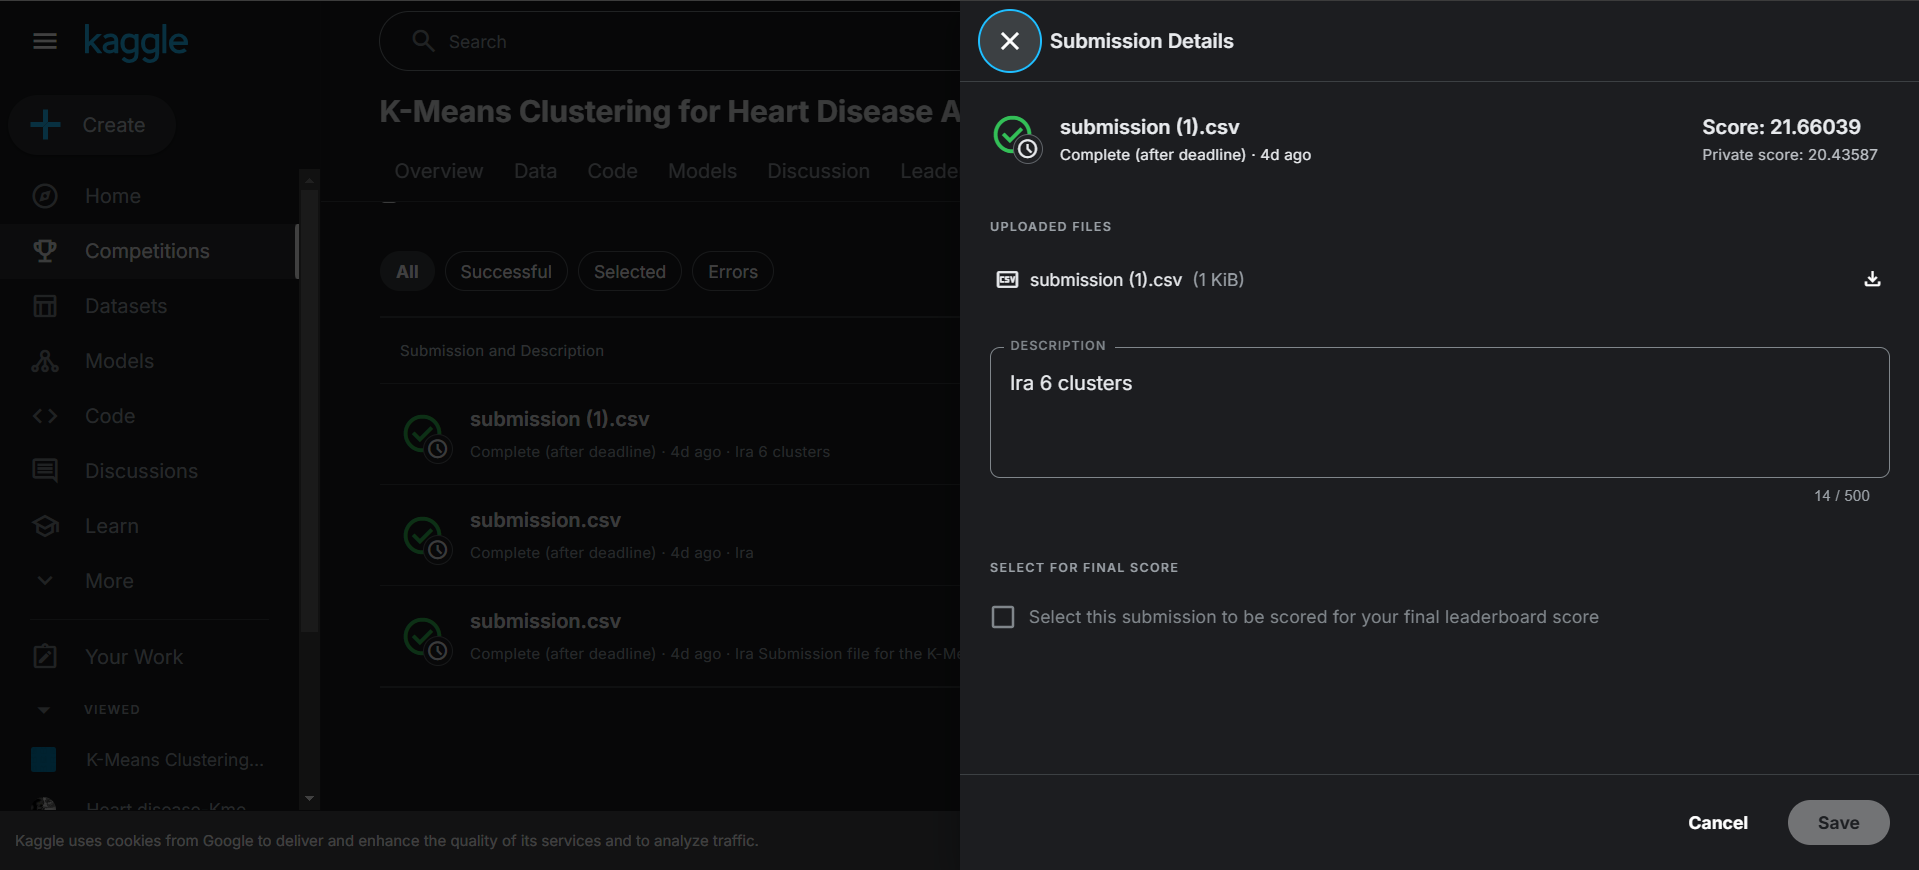 kaggle
Search
Create
K-Means Clustering for Heart Disease A
Overview Data Code Models Discussion Leade
Home
Competitions
Datasets
Models
Code
Discussions
Learn
More
Your Work
VIEWED
K-Means Clustering...
Heart disease Kme
All Successful Selected Errors
Submission and Description
submission (1).csv
Complete (after deadline) · 4d ago · Ira 6 clusters
submission.csv
Complete (after deadline) · 4d ago · Ira
submission.csv
Complete (after deadline) · 4d ago · Ira Submission file for the K-Me
Kaggle uses cookies from Google to deliver and enhance the quality of its services and to analyze traffic.
Submission Details
submission (1).csv
Complete (after deadline) · 4d ago
Score: 21.66039
Private score: 20.43587
UPLOADED FILES
CSV submission (1).csv (1 KiB)
DESCRIPTION
Ira 6 clusters
14 / 500
SELECT FOR FINAL SCORE
Select this submission to be scored for your final leaderboard score
Cancel Save